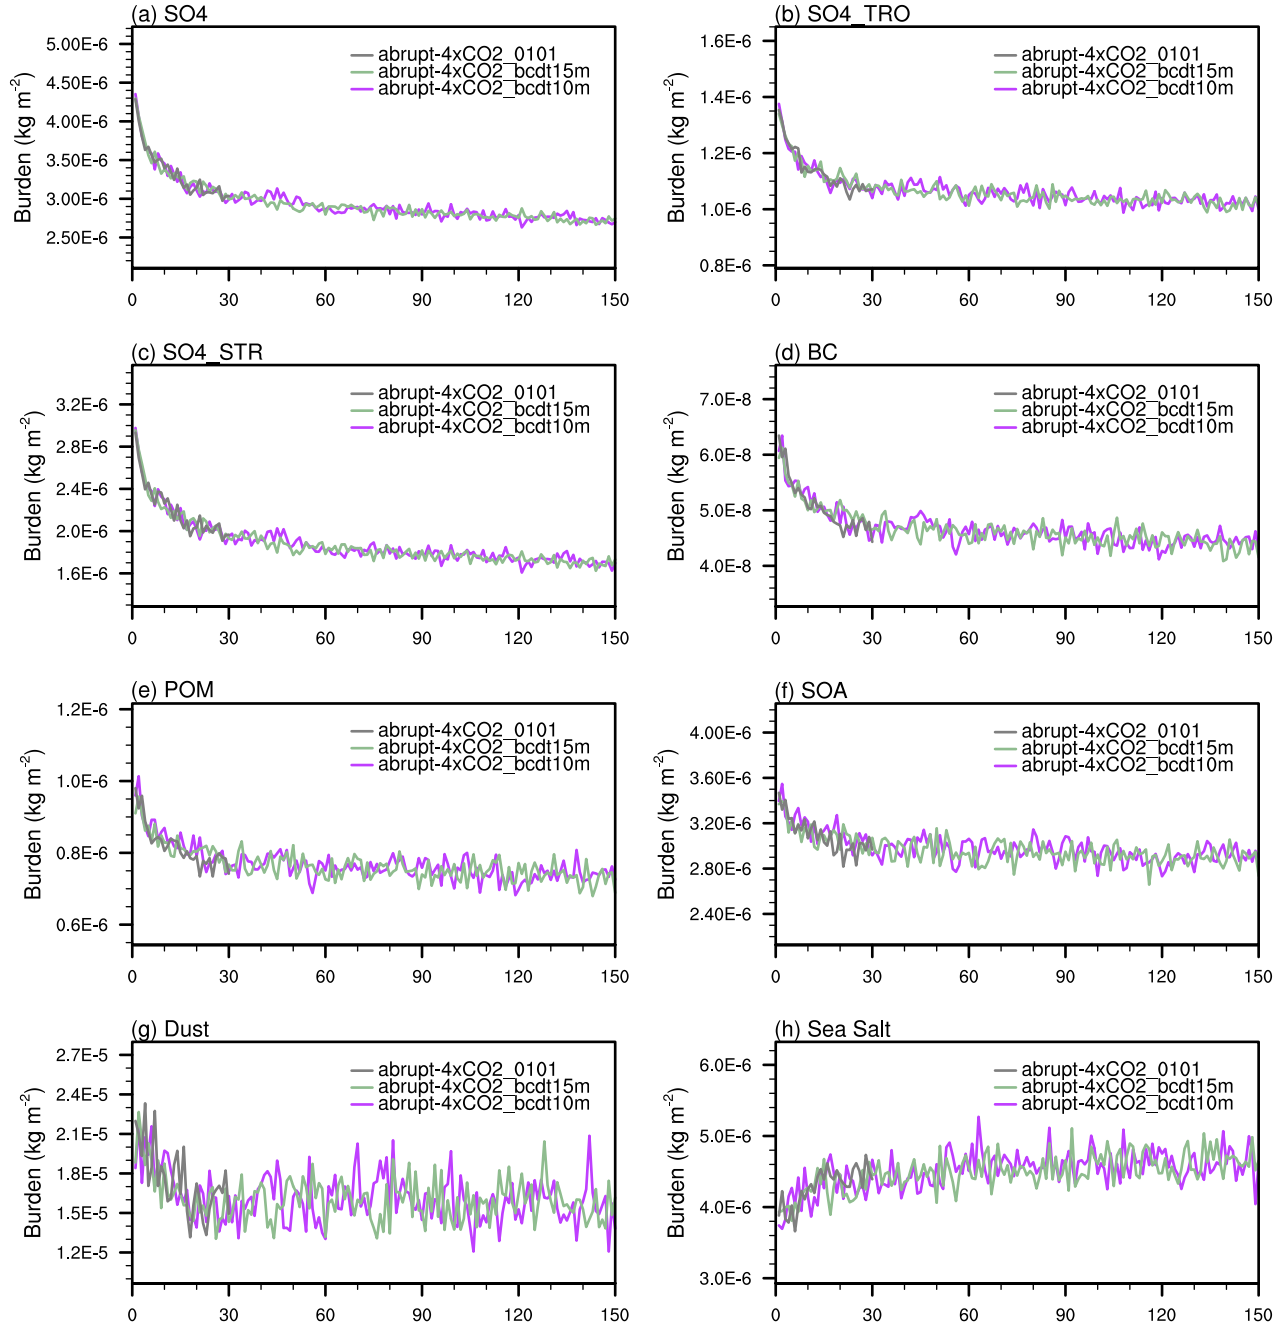 (a) SO4
5.00E-6
4.50E-6
4.00E-6
3.50E-6
3.00E-6
2.50E-6
Burden (kg m-2)
abrupt-4xCO2_0101
abrupt-4xCO2_bcdt15m
abrupt-4xCO2_bcdt10m
0 30 60 90 120 150
(b) SO4_TRO
1.6E-6
1.4E-6
1.2E-6
1.0E-6
0.8E-6
Burden (kg m-2)
abrupt-4xCO2_0101
abrupt-4xCO2_bcdt15m
abrupt-4xCO2_bcdt10m
0 30 60 90 120 150
(c) SO4_STR
3.2E-6
2.8E-6
2.4E-6
2.0E-6
1.6E-6
Burden (kg m-2)
abrupt-4xCO2_0101
abrupt-4xCO2_bcdt15m
abrupt-4xCO2_bcdt10m
0 30 60 90 120 150
(d) BC
7.0E-8
6.0E-8
5.0E-8
4.0E-8
Burden (kg m-2)
abrupt-4xCO2_0101
abrupt-4xCO2_bcdt15m
abrupt-4xCO2_bcdt10m
0 30 60 90 120 150
(e) POM
1.2E-6
1.0E-6
0.8E-6
0.6E-6
Burden (kg m-2)
abrupt-4xCO2_0101
abrupt-4xCO2_bcdt15m
abrupt-4xCO2_bcdt10m
0 30 60 90 120 150
(f) SOA
4.00E-6
3.60E-6
3.20E-6
2.80E-6
2.40E-6
Burden (kg m-2)
abrupt-4xCO2_0101
abrupt-4xCO2_bcdt15m
abrupt-4xCO2_bcdt10m
0 30 60 90 120 150
(g) Dust
2.7E-5
2.4E-5
2.1E-5
1.8E-5
1.5E-5
1.2E-5
Burden (kg m-2)
abrupt-4xCO2_0101
abrupt-4xCO2_bcdt15m
abrupt-4xCO2_bcdt10m
0 30 60 90 120 150
(h) Sea Salt
6.0E-6
5.0E-6
4.0E-6
3.0E-6
Burden (kg m-2)
abrupt-4xCO2_0101
abrupt-4xCO2_bcdt15m
abrupt-4xCO2_bcdt10m
0 30 60 90 120 150